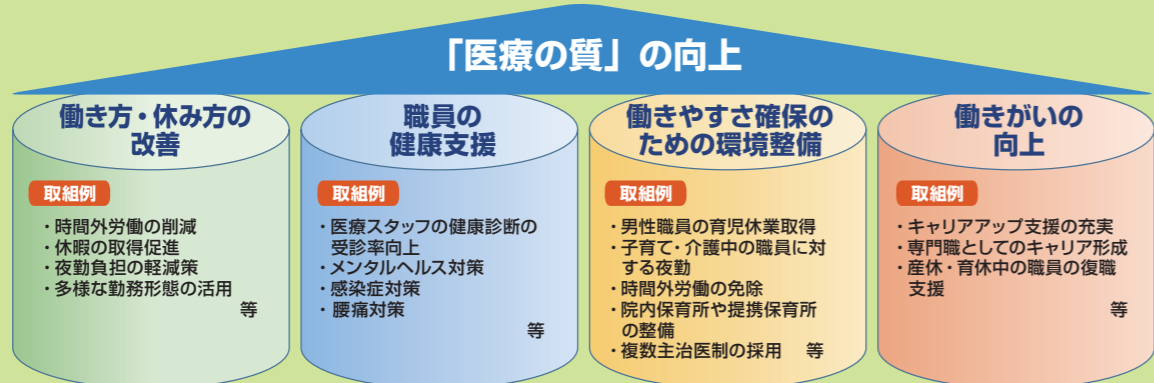 「医療の質」の向上
働き方・休み方の
改善
取組例
・時間外労働の削減
・休暇の取得促進
・夜勤負担の軽減策
・多様な勤務形態の活用
等
職員の
健康支援
取組例
・医療スタッフの健康診断の
受診率向上
・メンタルヘルス対策
・感染症対策
・腰痛対策
等
働きやすさ確保の
ための環境整備
取組例
・男性職員の育児休業取得
・子育て・介護中の職員に対
する夜勤
・時間外労働の免除
・院内保育所や提携保育所
の整備
・複数主治医制の採用　等
働きがいの
向上
取組例
・キャリアアップ支援の充実
・専門職としてのキャリア形成
・産休・育休中の職員の復職
支援
等